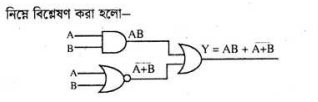 নিম্নে বিশ্লেষণ করা হলো—
A
B
AB
Y = AB + A̅+B̅
A
B
A̅+B̅